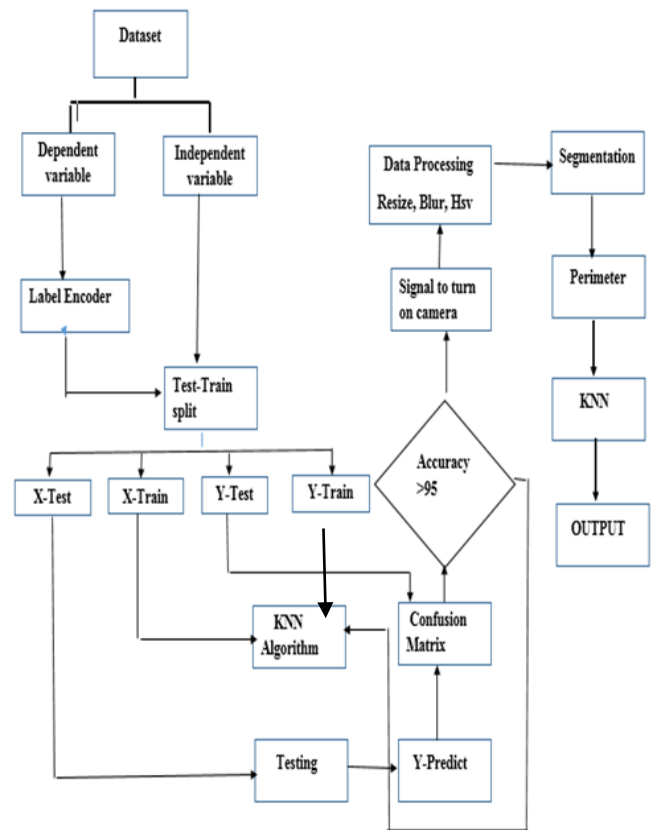 Dataset
Dependent
variable
Independent
variable
Label Encoder
Test-Train
split
X-Test
X-Train
Y-Test
Y-Train
KNN
Algorithm
Testing
Y-Predict
Confusion
Matrix
Accuracy
>95
Signal to turn
on camera
Data Processing
Resize, Blur, Hsv
Segmentation
Perimeter
KNN
OUTPUT